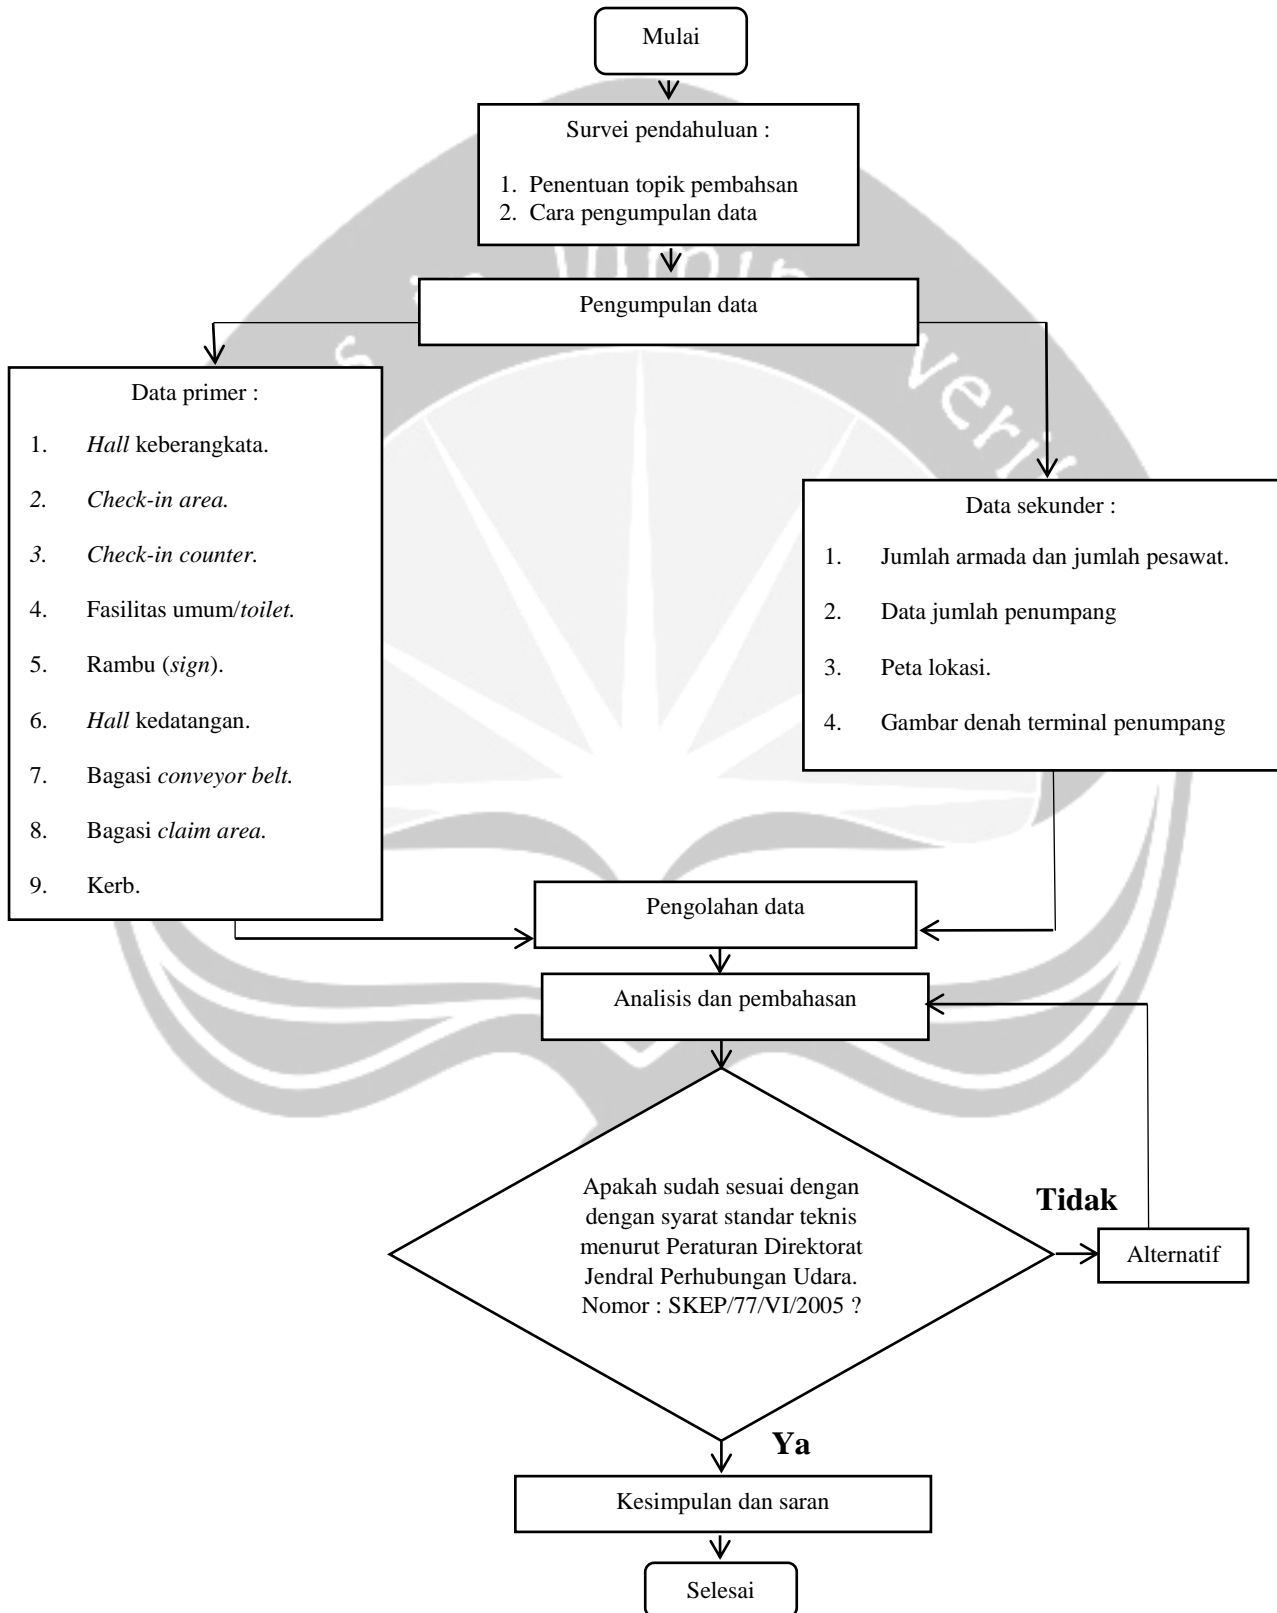 Mulai
Survei pendahuluan :
1. Penentuan topik pembahsan
2. Cara pengumpulan data
Pengumpulan data
Data primer :
1. Hall keberangkata.
2. Check-in area.
3. Check-in counter.
4. Fasilitas umum/toilet.
5. Rambu (sign).
6. Hall kedatangan.
7. Bagasi conveyor belt.
8. Bagasi claim area.
9. Kerb.
Data sekunder :
1. Jumlah armada dan jumlah pesawat.
2. Data jumlah penumpang
3. Peta lokasi.
4. Gambar denah terminal penumpang
Pengolahan data
Analisis dan pembahasan
Apakah sudah sesuai dengan
dengan syarat standar teknis
menurut Peraturan Direktorat
Jendral Perhubungan Udara.
Nomor : SKEP/77/VI/2005 ?
Tidak
Alternatif
Ya
Kesimpulan dan saran
Selesai